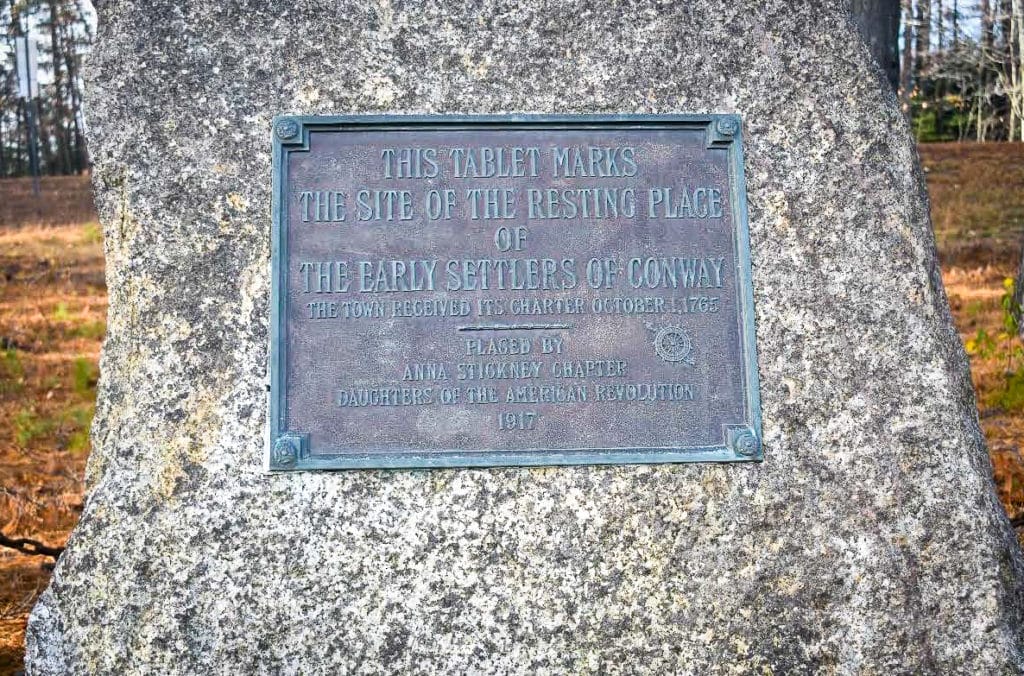 THIS TABLET MARKS
THE SITE OF THE RESTING PLACE
OF
THE EARLY SETTLERS OF CONWAY
THE TOWN RECEIVED ITS CHARTER OCTOBER 1, 1765
PLACED BY
ANNA STICKNEY CHAPTER
DAUGHTERS OF THE AMERICAN REVOLUTION
1917